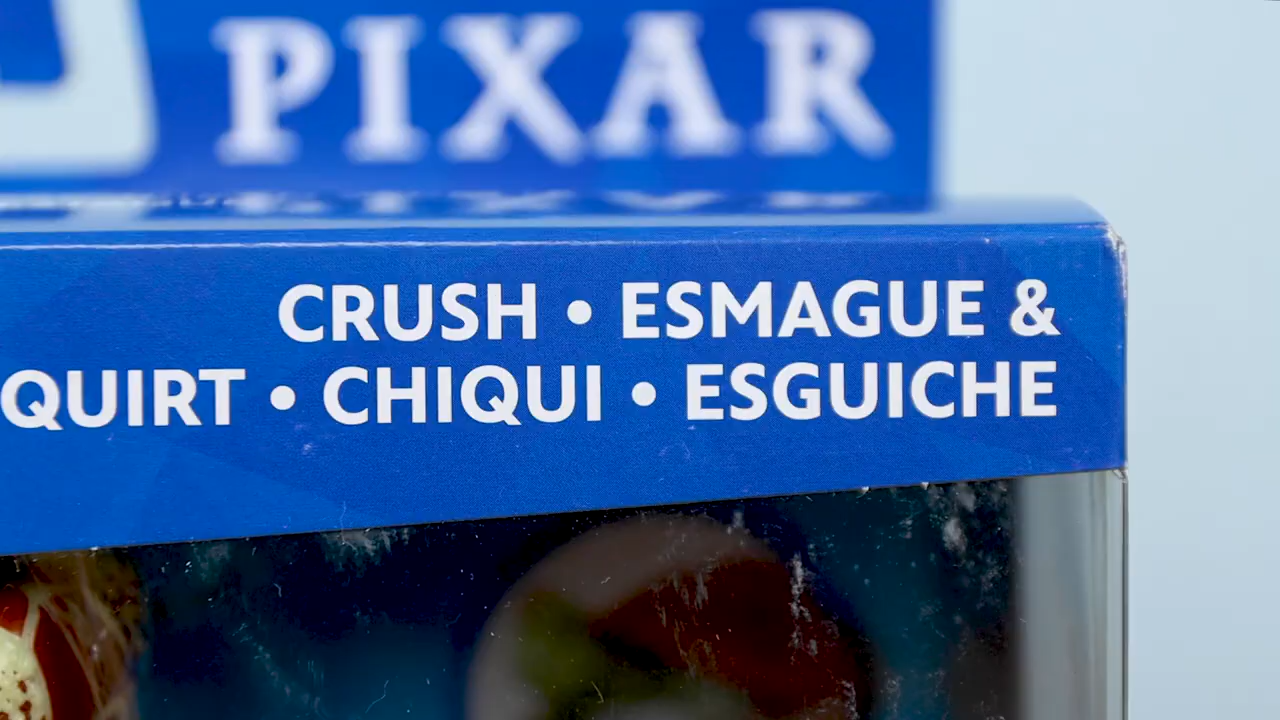 PIXAR
CRUSH • ESMAGUE &
QUIRT • CHIQUI • ESGUICHE